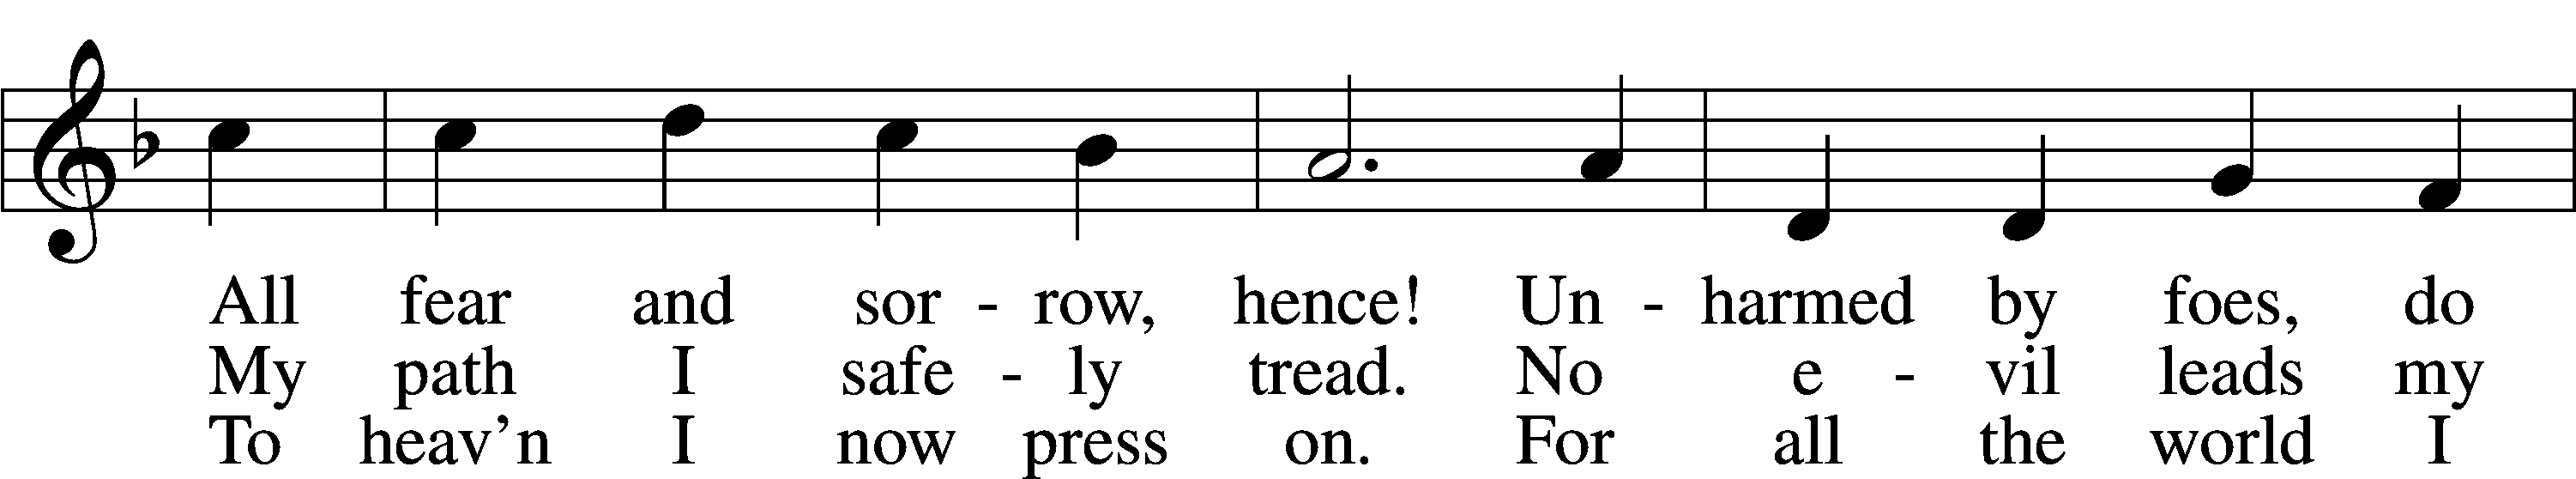 All fear and sor - row, hence! Un - harmed by foes, do
My path I safe - ly tread. No e - vil leads my
To heav’n I now press on. For all the world I